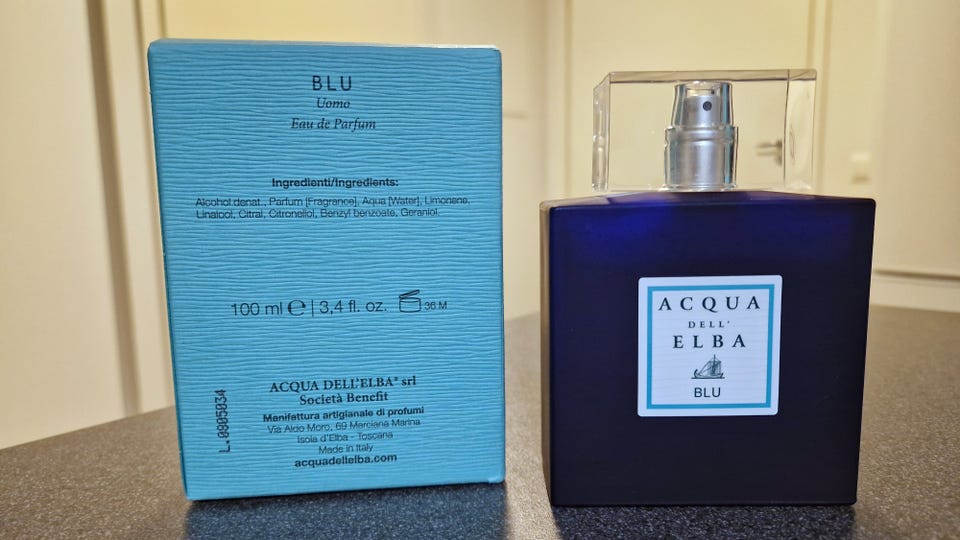 BLU
Uomo
Eau de Parfum
Ingredienti/Ingredients:
Alcohol denat., Parfum [Fragrance], Aqua [Water], Limonene,
Linalool, Citral, Citronellol, Benzyl benzoate, Geraniol.
100 ml ℮ | 3,4 fl. oz. 36 M
ACQUA DELL'ELBA® srl
Società Benefit
Manifattura artigianale di profumi
Via Aldo Moro, 69 Marciana Marina
Isola d'Elba - Toscana
Made in Italy
acquadellelba.com
L.0805034
ACQUA
DELL'
ELBA
BLU